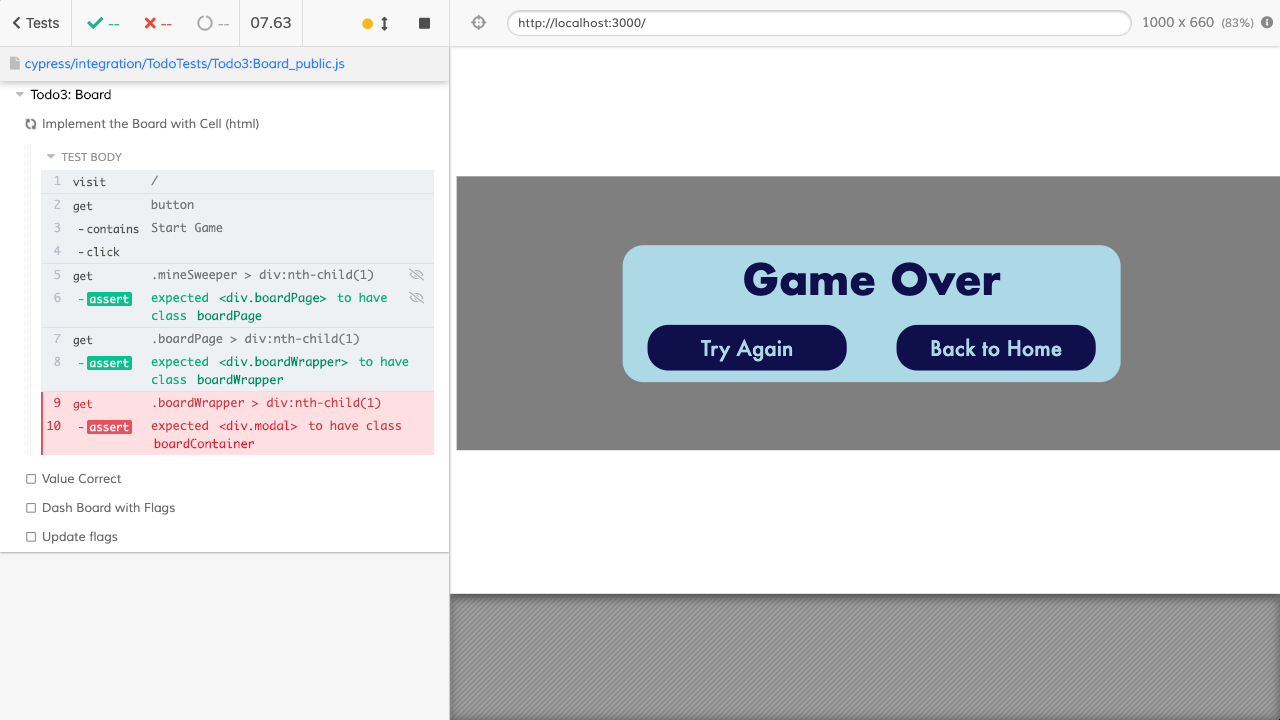 Tests -- -- -- 07.63
cypress/integration/TodoTests/Todo3:Board_public.js
Todo3: Board
Implement the Board with Cell (html)
TEST BODY
1 visit /
2 get button
3 -contains Start Game
4 -click
5 get .mineSweeper > div:nth-child(1)
6 -assert expected <div.boardPage> to have
class boardPage
7 get .boardPage > div:nth-child(1)
8 -assert expected <div.boardWrapper> to have
class boardWrapper
9 get .boardWrapper > div:nth-child(1)
10 -assert expected <div.modal> to have class
boardContainer
Value Correct
Dash Board with Flags
Update flags
http://localhost:3000/ 1000 x 660 (83%)
Game Over
Try Again Back to Home